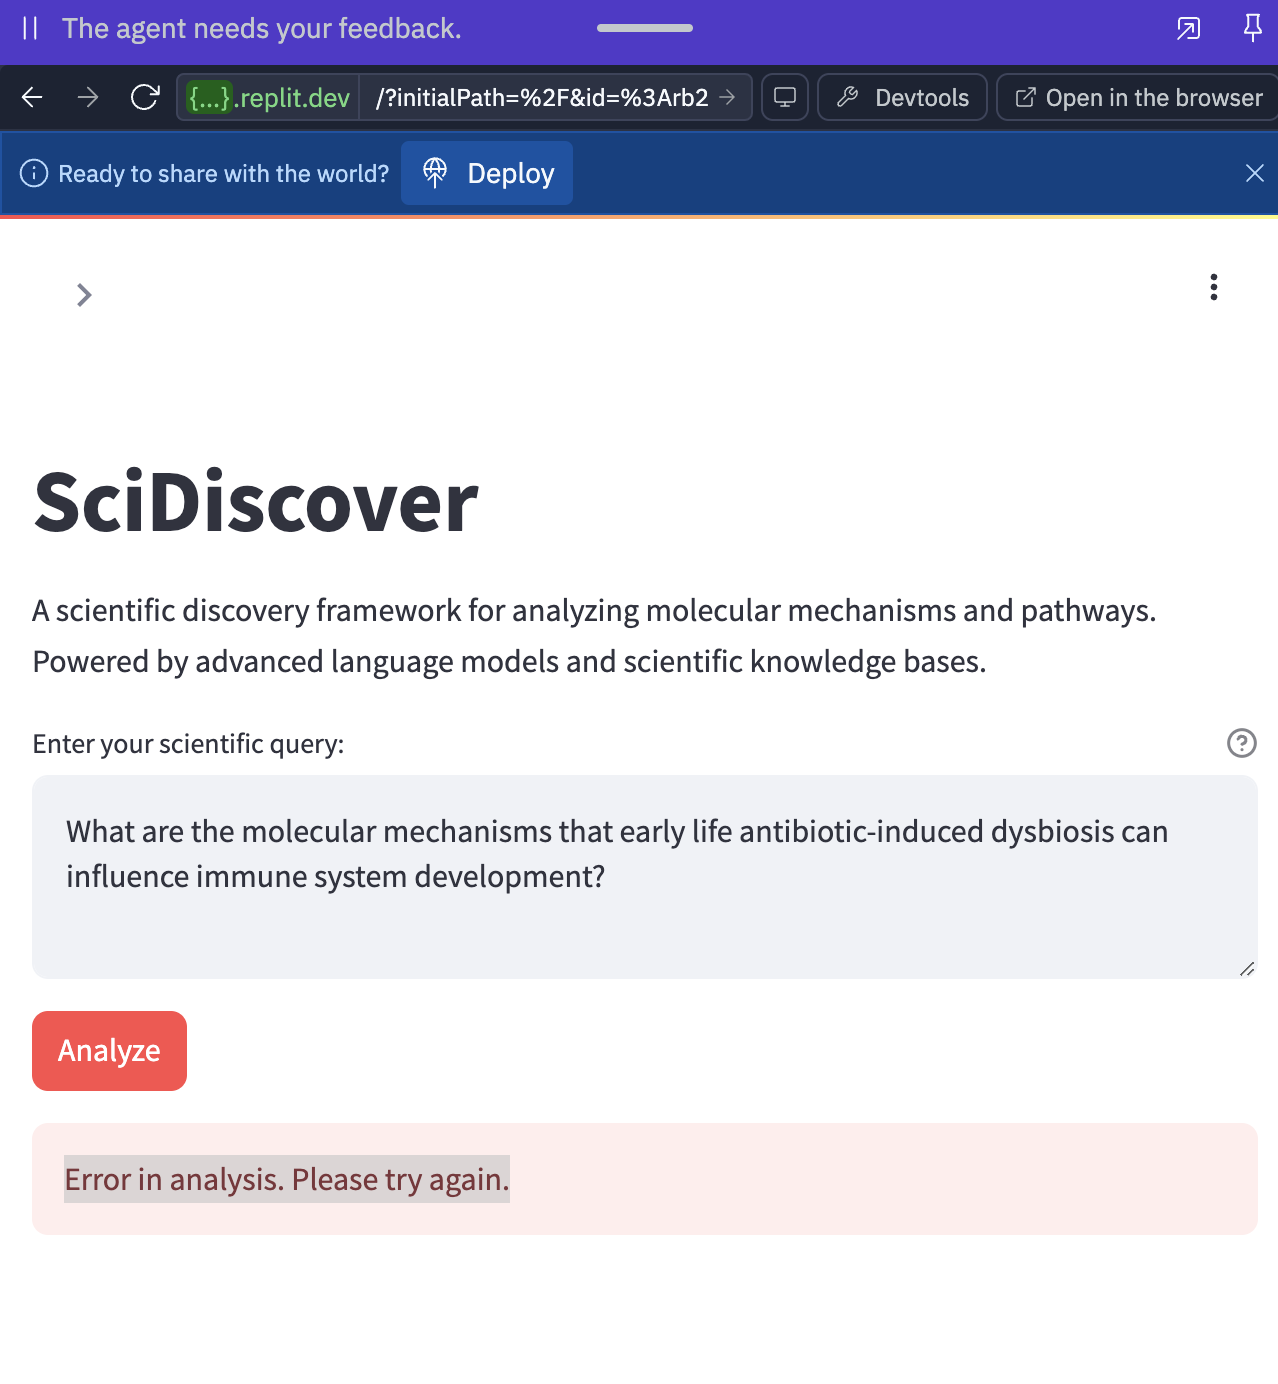 The agent needs your feedback.
{...}.replit.dev /?initialPath=%2F&id=%3Arb2 Devtools Open in the browser
Ready to share with the world? Deploy
SciDiscover
A scientific discovery framework for analyzing molecular mechanisms and pathways.
Powered by advanced language models and scientific knowledge bases.
Enter your scientific query:
What are the molecular mechanisms that early life antibiotic-induced dysbiosis can
influence immune system development?
Analyze
Error in analysis. Please try again.